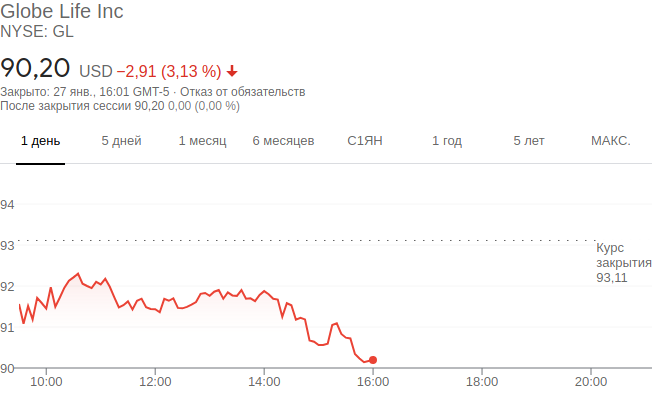 Globe Life Inc
NYSE: GL
90,20 USD −2,91 (3,13 %)
Закрыто: 27 янв., 16:01 GMT-5 · Отказ от обязательств
После закрытия сессии 90,20 0,00 (0,00 %)
1 день 5 дней 1 месяц 6 месяцев С1ЯН 1 год 5 лет МАКС.
94
93
Курс
закрытия
93,11
92
91
90
10:00 12:00 14:00 16:00 18:00 20:00